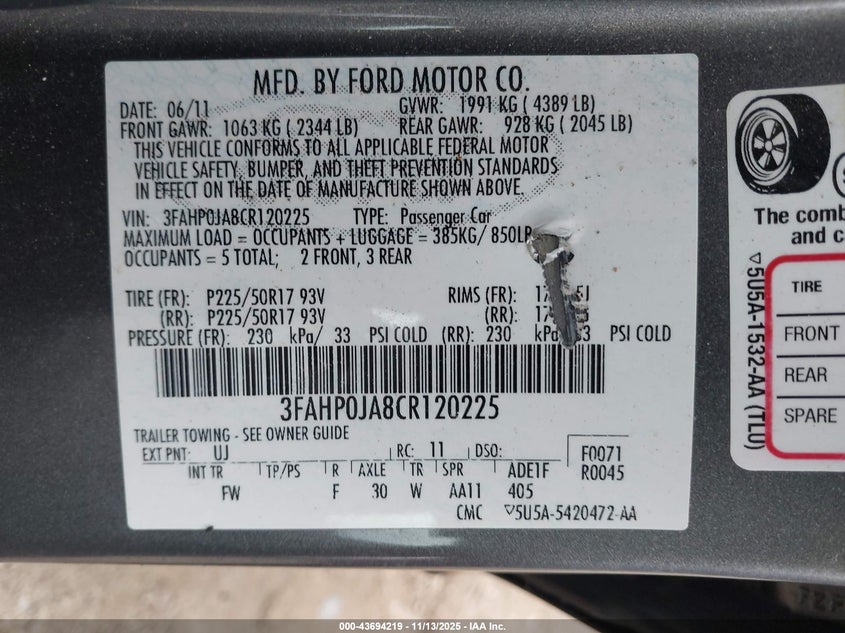 MFD. BY FORD MOTOR CO.
DATE: 06/11 GVWR: 1991 KG ( 4389 LB)
FRONT GAWR: 1063 KG ( 2344 LB) REAR GAWR: 928 KG ( 2045 LB)
THIS VEHICLE CONFORMS TO ALL APPLICABLE FEDERAL MOTOR
VEHICLE SAFETY, BUMPER, AND THEFT PREVENTION STANDARDS
IN EFFECT ON THE DATE OF MANUFACTURE SHOWN ABOVE.
VIN: 3FAHP0JA8CR120225 TYPE: Passenger Car
MAXIMUM LOAD = OCCUPANTS + LUGGAGE = 385KG/ 850LB
OCCUPANTS = 5 TOTAL; 2 FRONT, 3 REAR
TIRE (FR): P225/50R17 93V RIMS (FR):
(RR): P225/50R17 93V (RR):
PRESSURE (FR): 230 kPa/ 33 PSI COLD (RR): 230 PSI COLD
3FAHP0JA8CR120225
TRAILER TOWING - SEE OWNER GUIDE
EXT PNT: UJ RC: 11 DSO: F0071
R0045
INT TR TP/PS R AXLE TR SPR ADE1F
FW F 30 W AA11 405
CMC ▽5U5A-5420472-AA
The
and
▽5U5A-1532-AA (TLU)
TIRE
FRONT
REAR
SPARE
000-43694219 - 11/13/2025 - IAA Inc.